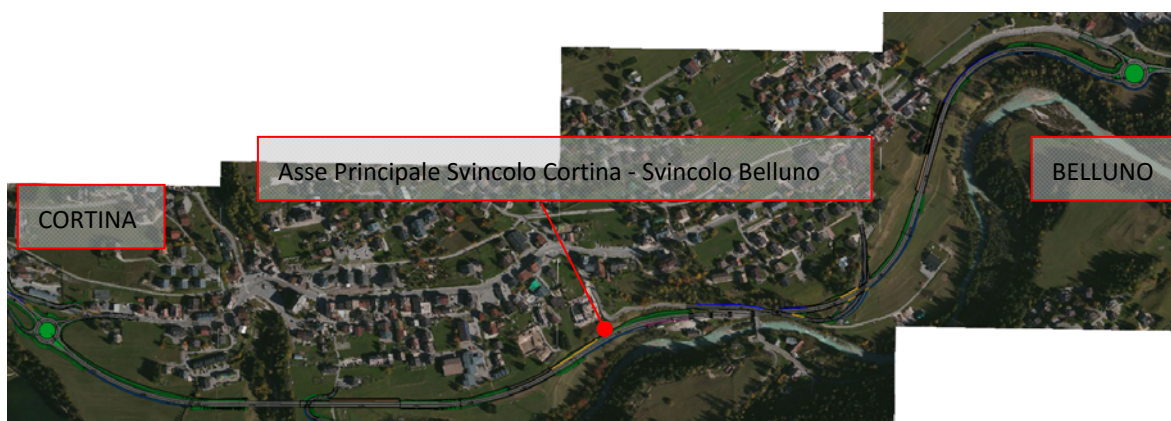 Asse Principale Svincolo Cortina - Svincolo Belluno
BELLUNO
CORTINA